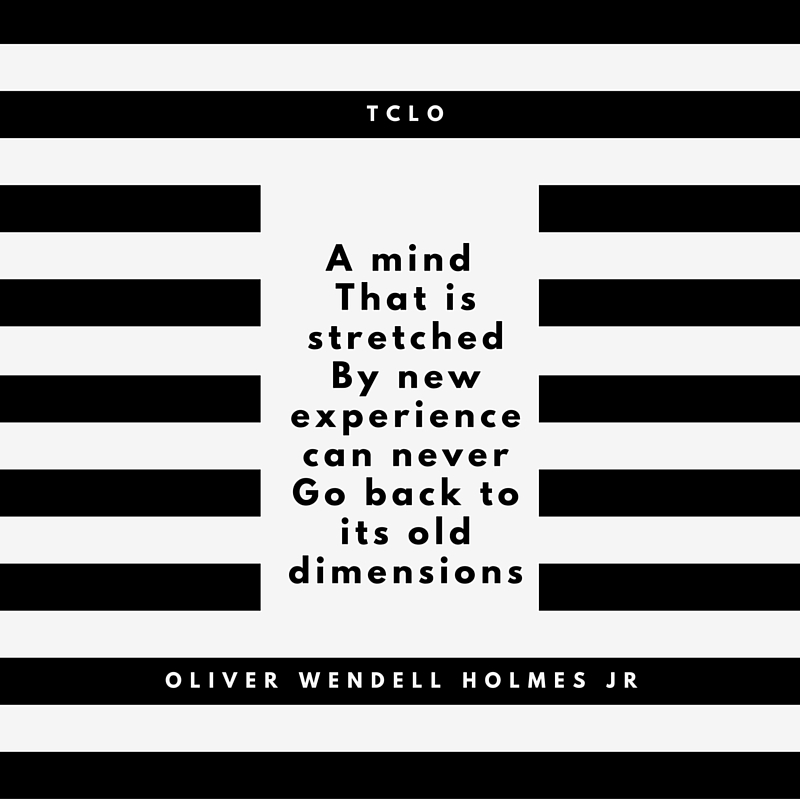 TCLO
A mind
That is
stretched
By new
experience
can never
Go back to
its old
dimensions
OLIVER WENDELL HOLMES JR